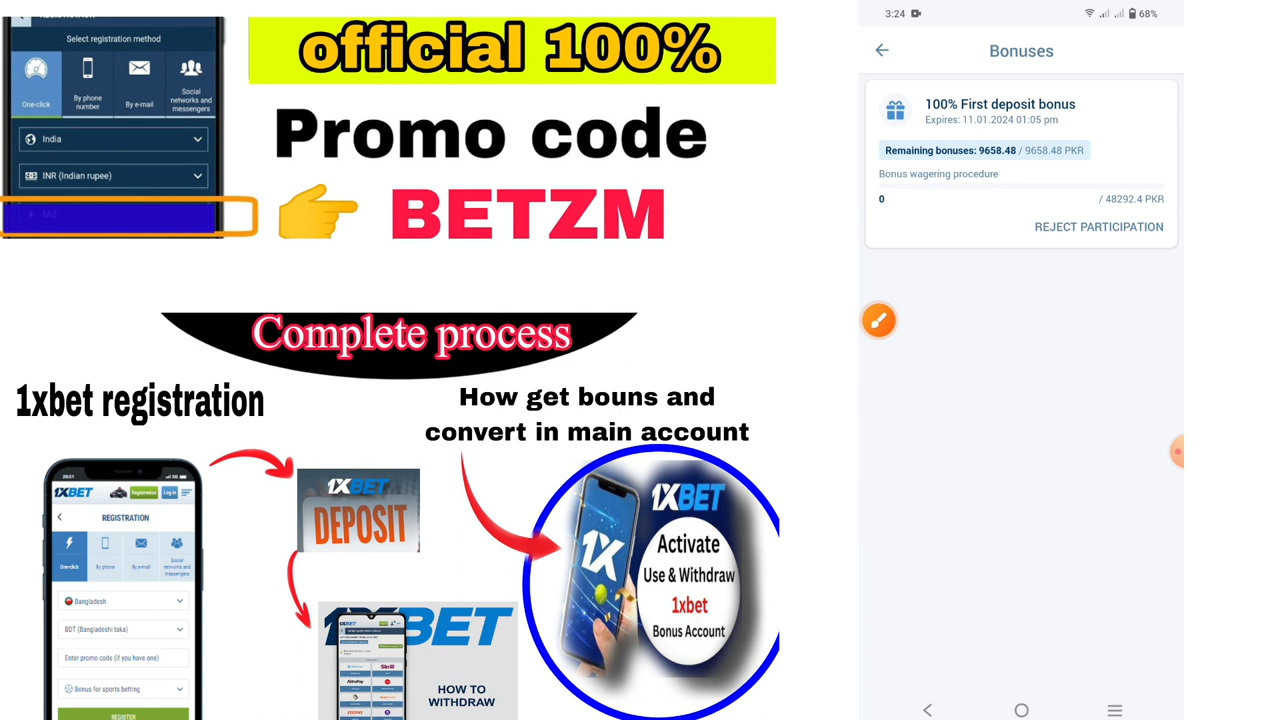 REGISTRATION
Select registration method
One-click
By phone number
By e-mail
Social networks and messengers
India
INR (Indian rupee)
official 100%
Promo code
👉 BETZM
Complete process
1xbet registration
How get bouns and
convert in main account
20:57
1XBET
Registration
Log in
REGISTRATION
One-click
By phone
By e-mail
Social networks and messengers
Bangladesh
BDT (Bangladeshi taka)
Enter promo code (if you have one)
Bonus for sports betting
REGISTER
1XBET
DEPOSIT
1XBET
Skrill
HOW TO
WITHDRAW
1X
1XBET
Activate
Use & Withdraw
1xbet
Bonus Account
3:24
68%
Bonuses
100% First deposit bonus
Expires: 11.01.2024 01:05 pm
Remaining bonuses: 9658.48 / 9658.48 PKR
Bonus wagering procedure
0 / 48292.4 PKR
REJECT PARTICIPATION